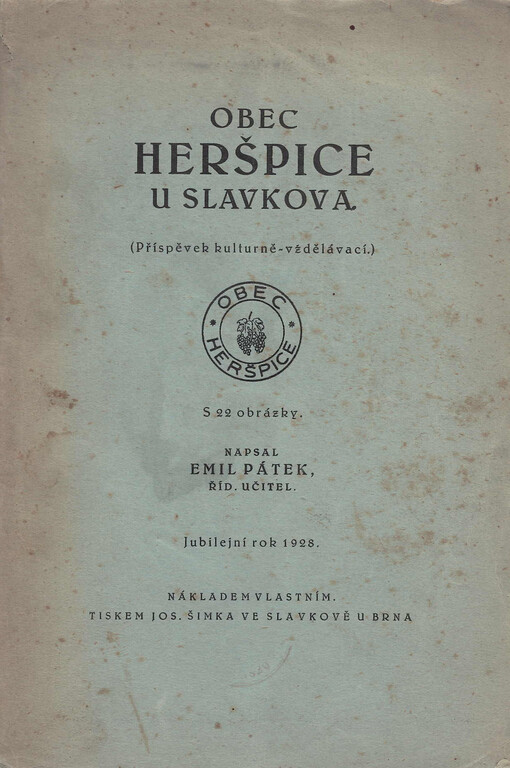 OBEC
HERŠPICE
U SLAVKOVA.
(Příspěvek kulturně-vzdělávací.)
OBEC
* *
HERŠPICE
S 22 obrázky.
NAPSAL
EMIL PÁTEK,
ŘÍD. UČITEL.
Jubilejní rok 1928.
NÁKLADEM VLASTNÍM.
TISKEM JOS. ŠIMKA VE SLAVKOVĚ U BRNA